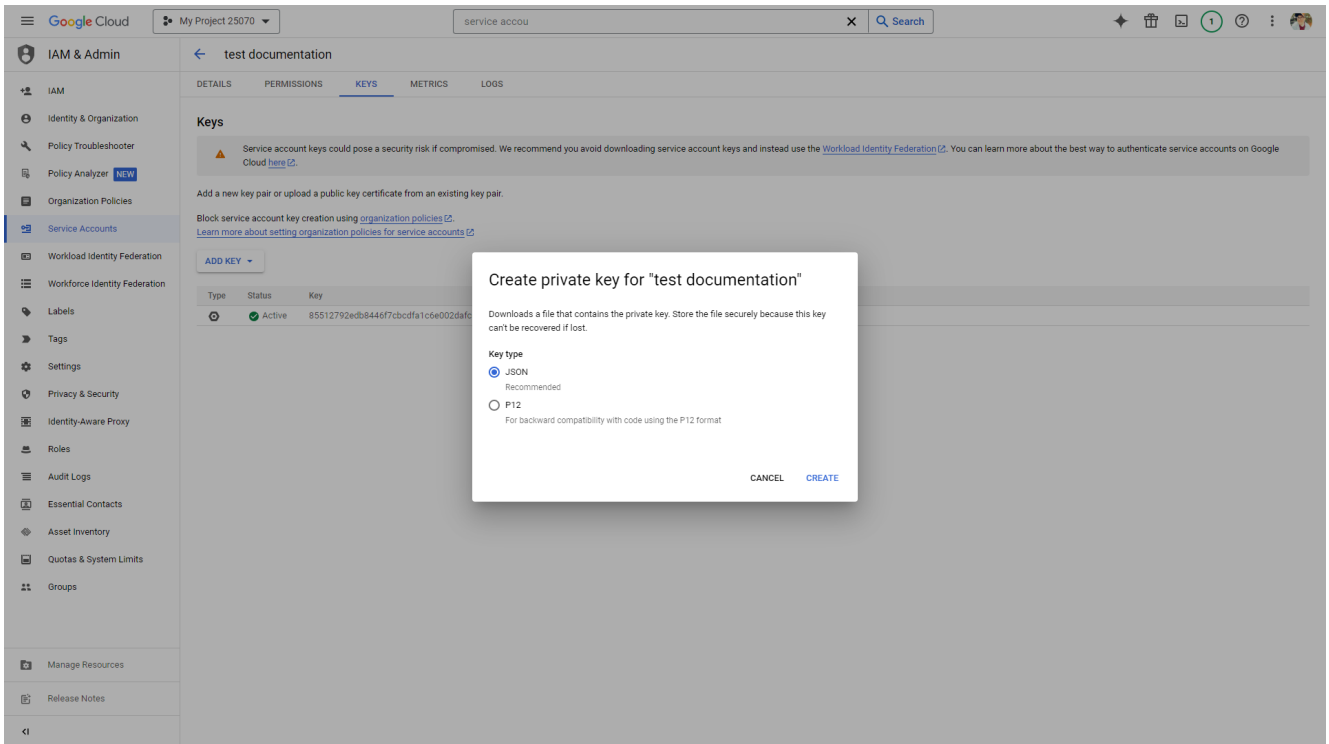 Google Cloud
My Project 25070
service accou
Search
1
IAM & Admin
test documentation
DETAILS
PERMISSIONS
KEYS
METRICS
LOGS
IAM
Identity & Organization
Policy Troubleshooter
Policy Analyzer NEW
Organization Policies
Service Accounts
Workload Identity Federation
Workforce Identity Federation
Labels
Tags
Settings
Privacy & Security
Identity-Aware Proxy
Roles
Audit Logs
Essential Contacts
Asset Inventory
Quotas & System Limits
Groups
Manage Resources
Release Notes
Keys
Service account keys could pose a security risk if compromised. We recommend you avoid downloading service account keys and instead use the Workload Identity Federation. You can learn more about the best way to authenticate service accounts on Google
Cloud here.
Add a new key pair or upload a public key certificate from an existing key pair.
Block service account key creation using organization policies.
Learn more about setting organization policies for service accounts
ADD KEY
Type Status Key
Active 85512792edb8446f7cbcdfa1c6e002dafc
Create private key for "test documentation"
Downloads a file that contains the private key. Store the file securely because this key
can't be recovered if lost.
Key type
JSON
Recommended
P12
For backward compatibility with code using the P12 format
CANCEL
CREATE